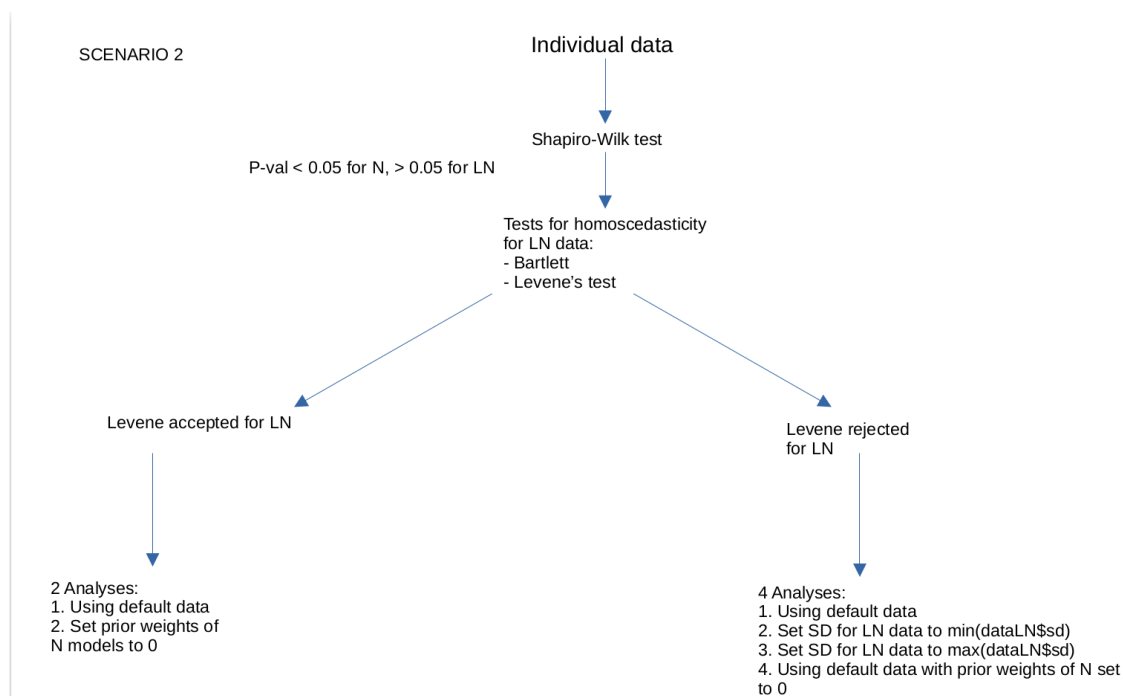 SCENARIO 2
Individual data
Shapiro-Wilk test
P-val < 0.05 for N, > 0.05 for LN
Tests for homoscedasticity
for LN data:
- Bartlett
- Levene's test
Levene accepted for LN
Levene rejected
for LN
2 Analyses:
1. Using default data
2. Set prior weights of
N models to 0
4 Analyses:
1. Using default data
2. Set SD for LN data to min(dataLN$sd)
3. Set SD for LN data to max(dataLN$sd)
4. Using default data with prior weights of N set
to 0